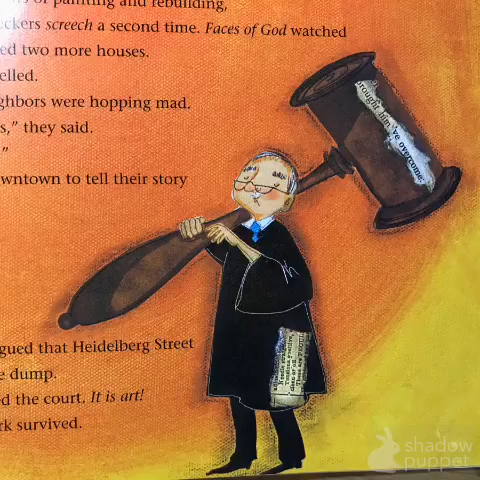 of painting and rebuilding,
ckers screech a second time. Faces of God watched
ed two more houses.
elled.
ghbors were hopping mad.
s," they said.
"
wntown to tell their story
rought him
've overcome.
gued that Heidelberg Street
e dump.
ed the court, It is art!
rk survived.
shadow
puppet